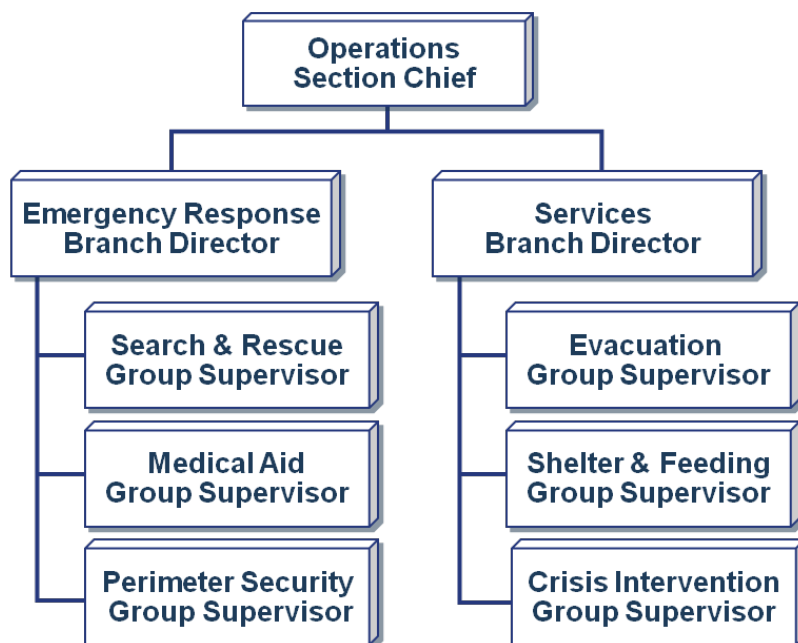 Operations
Section Chief
Emergency Response
Branch Director
Services
Branch Director
Search & Rescue
Group Supervisor
Medical Aid
Group Supervisor
Perimeter Security
Group Supervisor
Evacuation
Group Supervisor
Shelter & Feeding
Group Supervisor
Crisis Intervention
Group Supervisor